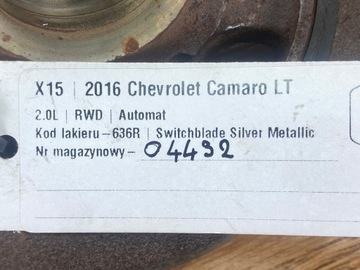 X15 | 2016 Chevrolet Camaro LT
2.0L | RWD | Automat
Kod lakieru-636R | Switchblade Silver Metallic
Nr magazynowy- 04492